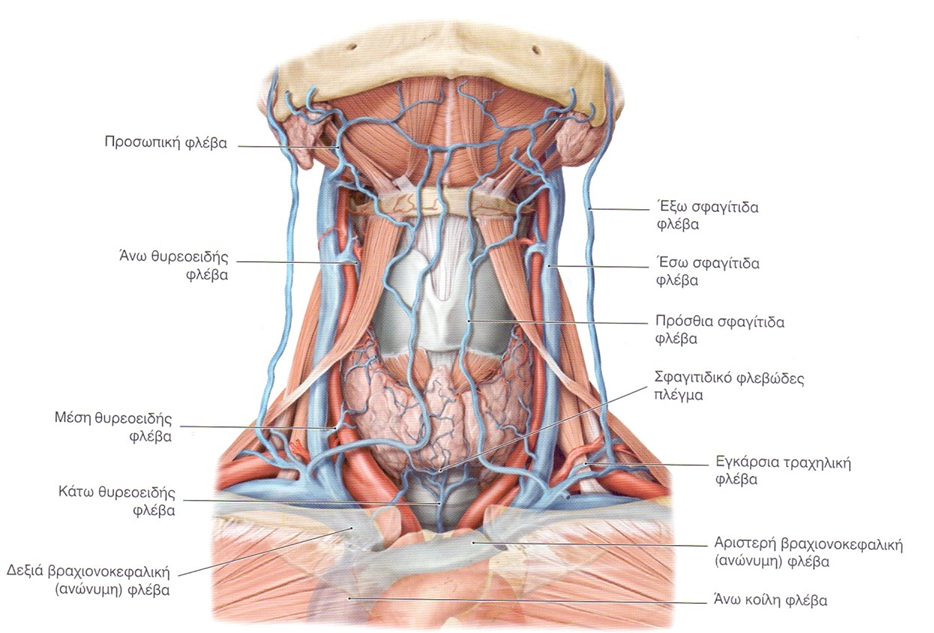 Προσωπική φλέβα
Άνω θυρεοειδής
φλέβα
Μέση θυρεοειδής
φλέβα
Κάτω θυρεοειδής
φλέβα
Δεξιά βραχιονοκεφαλική
(ανώνυμη) φλέβα
Έξω σφαγίτιδα
φλέβα
Έσω σφαγίτιδα
φλέβα
Πρόσθια σφαγίτιδα
φλέβα
Σφαγιτιδικό φλεβώδες
πλέγμα
Εγκάρσια τραχηλική
φλέβα
Αριστερή βραχιονοκεφαλική
(ανώνυμη) φλέβα
Άνω κοίλη φλέβα